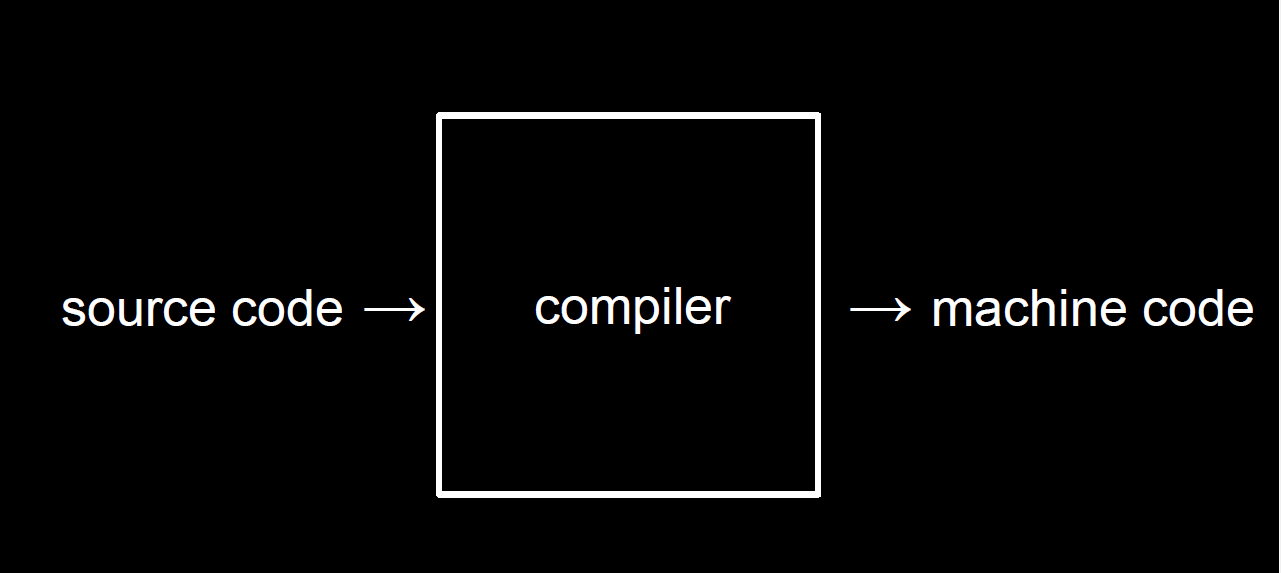 source code → compiler → machine code